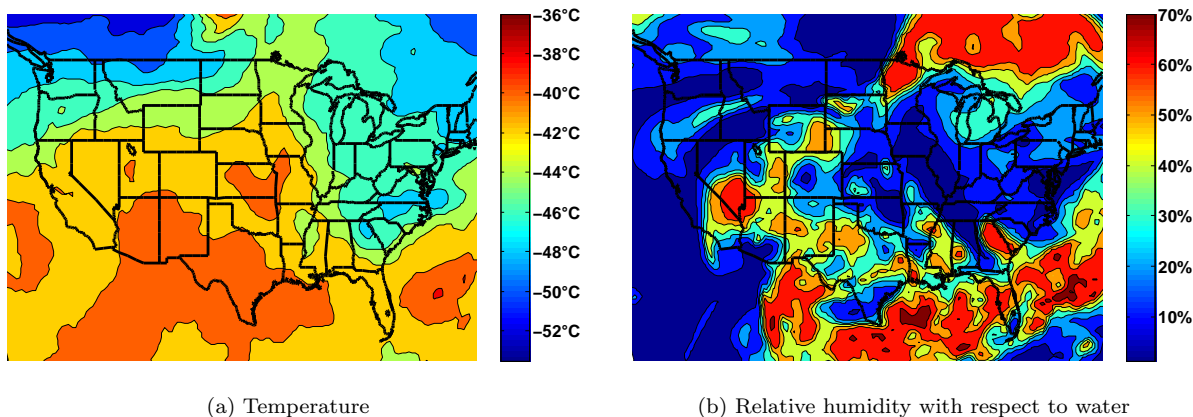 −36°C
−38°C
−40°C
−42°C
−44°C
−46°C
−48°C
−50°C
−52°C
70%
60%
50%
40%
30%
20%
10%
(a) Temperature
(b) Relative humidity with respect to water